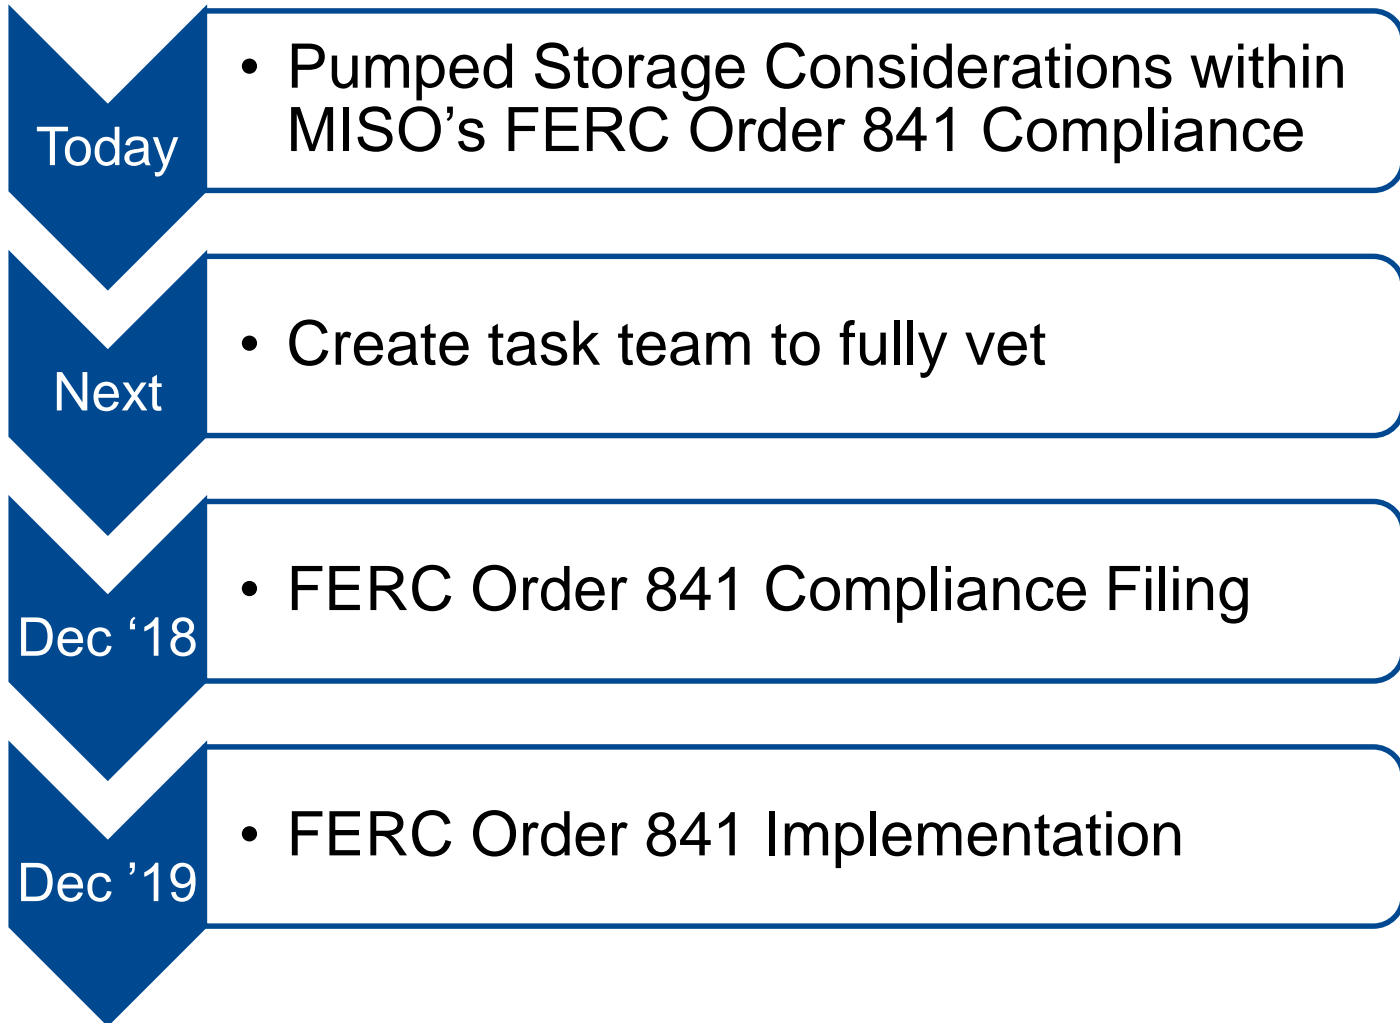 Today
• Pumped Storage Considerations within
MISO’s FERC Order 841 Compliance
Next
• Create task team to fully vet
Dec ‘18
• FERC Order 841 Compliance Filing
Dec ’19
• FERC Order 841 Implementation